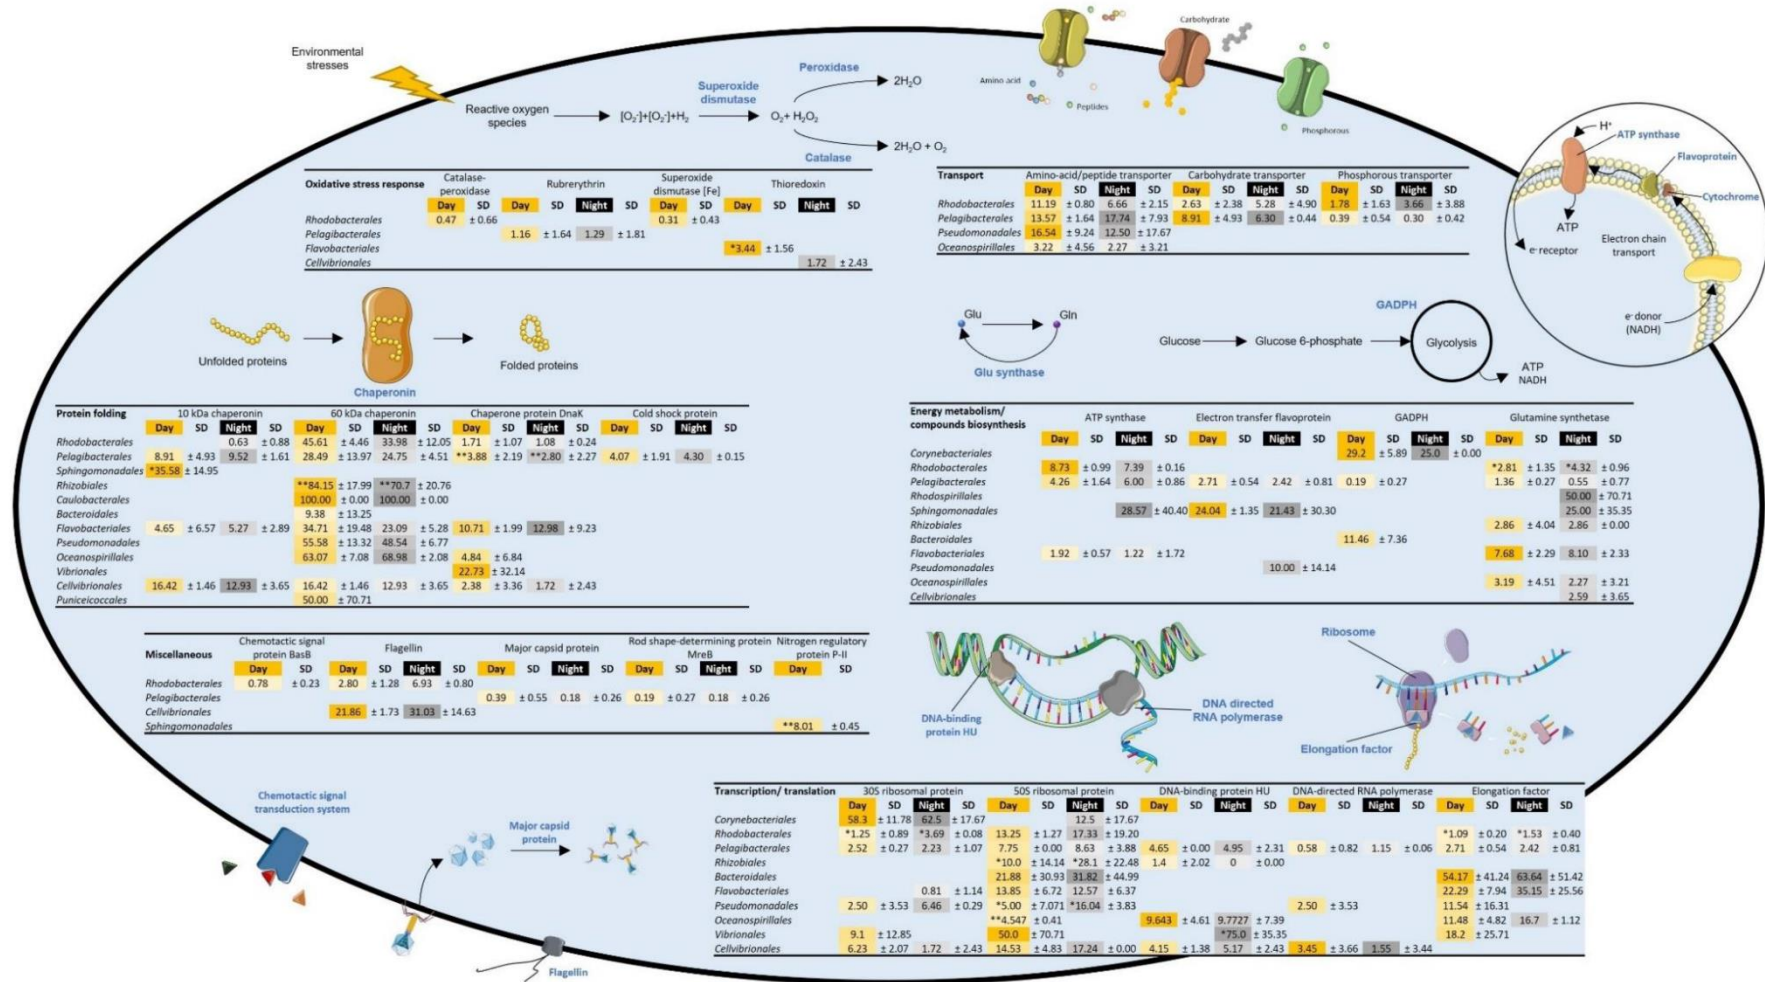 Environmental
stresses
Reactive oxygen
species
[O₂-]+[O₂-]+H₂
Superoxide
dismutase
O₂+ H₂O₂
Peroxidase
2H₂O
Catalase
2H₂O + O₂
Amino acid
Peptides
Carbohydrate
Phosphorous
H⁺
ATP synthase
Flavoprotein
Cytochrome
ATP
e- receptor
Electron chain
transport
e- donor
(NADH)
Oxidative stress response Catalase-peroxidase Rubrerythrin Superoxide dismutase [Fe] Thioredoxin
Day SD Day SD Night SD Day SD Day SD Night SD
Rhodobacterales 0.47 ± 0.66 0.31 ± 0.43
Pelagibacterales 1.16 ± 1.64 1.29 ± 1.81
Flavobacteriales *3.44 ± 1.56
Cellvibrionales 1.72 ± 2.43
Transport Amino-acid/peptide transporter Carbohydrate transporter Phosphorous transporter
Day SD Night SD Day SD Night SD Day SD Night SD
Rhodobacterales 11.19 ± 0.80 6.66 ± 2.15 2.63 ± 2.38 5.28 ± 4.90 1.78 ± 1.63 3.66 ± 3.88
Pelagibacterales 13.57 ± 1.64 17.74 ± 7.93 8.91 ± 4.93 6.30 ± 0.44 0.39 ± 0.54 0.30 ± 0.42
Pseudomonadales 16.54 ± 9.24 12.50 ± 17.67
Oceanospirillales 3.22 ± 4.56 2.27 ± 3.21
Unfolded proteins
Chaperonin
Folded proteins
Glu
Gln
Glu synthase
Glucose
Glucose 6-phosphate
GADPH
Glycolysis
ATP
NADH
Protein folding 10 kDa chaperonin 60 kDa chaperonin Chaperone protein DnaK Cold shock protein
Day SD Night SD Day SD Night SD Day SD Night SD Day SD Night SD
Rhodobacterales 0.63 ± 0.88 45.61 ± 4.46 33.98 ± 12.05 1.71 ± 1.07 1.08 ± 0.24
Pelagibacterales 8.91 ± 4.93 9.52 ± 1.61 28.49 ± 13.97 24.75 ± 4.51 **3.88 ± 2.19 **2.80 ± 2.27 4.07 ± 1.91 4.30 ± 0.15
Sphingomonadales *35.58 ± 14.95
Rhizobiales **84.15 ± 17.99 **70.7 ± 20.76
Caulobacterales 100.00 ± 0.00 100.00 ± 0.00
Bacteroidales 9.38 ± 13.25
Flavobacteriales 4.65 ± 6.57 5.27 ± 2.89 34.71 ± 19.48 23.09 ± 5.28 10.71 ± 1.99 12.98 ± 9.23
Pseudomonadales 55.58 ± 13.32 48.54 ± 6.77
Oceanospirillales 63.07 ± 7.08 68.98 ± 2.08 4.84 ± 6.84
Vibrionales 22.73 ± 32.14
Cellvibrionales 16.42 ± 1.46 12.93 ± 3.65 16.42 ± 1.46 12.93 ± 3.65 2.38 ± 3.36 1.72 ± 2.43
Puniceicoccales 50.00 ± 70.71
Energy metabolism/
compounds biosynthesis ATP synthase Electron transfer flavoprotein GADPH Glutamine synthetase
Day SD Night SD Day SD Night SD Day SD Night SD Day SD Night SD
Corynebacteriales 29.2 ± 5.89 25.0 ± 0.00
Rhodobacterales 8.73 ± 0.99 7.39 ± 0.16 *2.81 ± 1.35 *4.32 ± 0.96
Pelagibacterales 4.26 ± 1.64 6.00 ± 0.86 2.71 ± 0.54 2.42 ± 0.81 0.19 ± 0.27 1.36 ± 0.27 0.55 ± 0.77
Rhodospirillales 50.00 ± 70.71
Sphingomonadales 28.57 ± 40.40 24.04 ± 1.35 21.43 ± 30.30 25.00 ± 35.35
Rhizobiales 2.86 ± 4.04 2.86 ± 0.00
Bacteroidales 11.46 ± 7.36
Flavobacteriales 1.92 ± 0.57 1.22 ± 1.72 7.68 ± 2.29 8.10 ± 2.33
Pseudomonadales 10.00 ± 14.14
Oceanospirillales 3.19 ± 4.51 2.27 ± 3.21
Cellvibrionales 2.59 ± 3.65
Miscellaneous Chemotactic signal protein BasB Flagellin Major capsid protein Rod shape-determining protein MreB Nitrogen regulatory protein P-II
Day SD Day SD Night SD Day SD Night SD Day SD Night SD Day SD
Rhodobacterales 0.78 ± 0.23 2.80 ± 1.28 6.93 ± 0.80
Pelagibacterales 0.39 ± 0.55 0.18 ± 0.26 0.19 ± 0.27 0.18 ± 0.26
Cellvibrionales 21.86 ± 1.73 31.03 ± 14.63
Sphingomonadales **8.01 ± 0.45
DNA-binding
protein HU
DNA directed
RNA polymerase
Ribosome
Elongation factor
Chemotactic signal
transduction system
Major capsid
protein
Flagellin
Transcription/ translation 30S ribosomal protein 50S ribosomal protein DNA-binding protein HU DNA-directed RNA polymerase Elongation factor
Day SD Night SD Day SD Night SD Day SD Night SD Day SD Night SD Day SD Night SD
Corynebacteriales 58.3 ± 11.78 62.5 ± 17.67 12.5 ± 17.67
Rhodobacterales *1.25 ± 0.89 *3.69 ± 0.08 13.25 ± 1.27 17.33 ± 19.20 *1.09 ± 0.20 *1.53 ± 0.40
Pelagibacterales 2.52 ± 0.27 2.23 ± 1.07 7.75 ± 0.00 8.63 ± 3.88 4.65 ± 0.00 4.95 ± 2.31 0.58 ± 0.82 1.15 ± 0.06 2.71 ± 0.54 2.42 ± 0.81
Rhizobiales *10.0 ± 14.14 *28.1 ± 22.48 1.4 ± 2.02 0 ± 0.00
Bacteroidales 21.88 ± 30.93 31.82 ± 44.99 54.17 ± 41.24 63.64 ± 51.42
Flavobacteriales 0.81 ± 1.14 13.85 ± 6.72 12.57 ± 6.37 22.29 ± 7.94 35.15 ± 25.56
Pseudomonadales 2.50 ± 3.53 6.46 ± 0.29 *5.00 ± 7.071 *16.04 ± 3.83 2.50 ± 3.53 11.54 ± 16.31
Oceanospirillales **4.547 ± 0.41 9.643 ± 4.61 9.7727 ± 7.39 11.48 ± 4.82 16.7 ± 1.12
Vibrionales 9.1 ± 12.85 50.0 ± 70.71 *75.0 ± 35.35 18.2 ± 25.71
Cellvibrionales 6.23 ± 2.07 1.72 ± 2.43 14.53 ± 4.83 17.24 ± 0.00 4.15 ± 1.38 5.17 ± 2.43 3.45 ± 3.66 1.55 ± 3.44